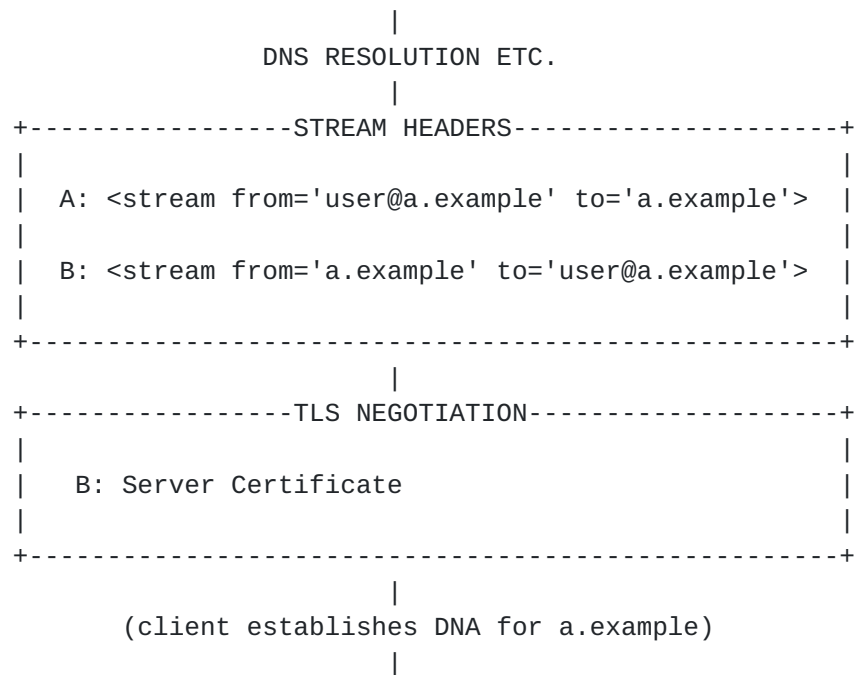 |
DNS RESOLUTION ETC.
|
+-----------------STREAM HEADERS---------------------+
|                                                    |
|  A: <stream from='user@a.example' to='a.example'>  |
|                                                    |
|  B: <stream from='a.example' to='user@a.example'>  |
|                                                    |
+----------------------------------------------------+
|
+-----------------TLS NEGOTIATION--------------------+
|                                                    |
|   B: Server Certificate                            |
|                                                    |
+----------------------------------------------------+
|
(client establishes DNA for a.example)
|